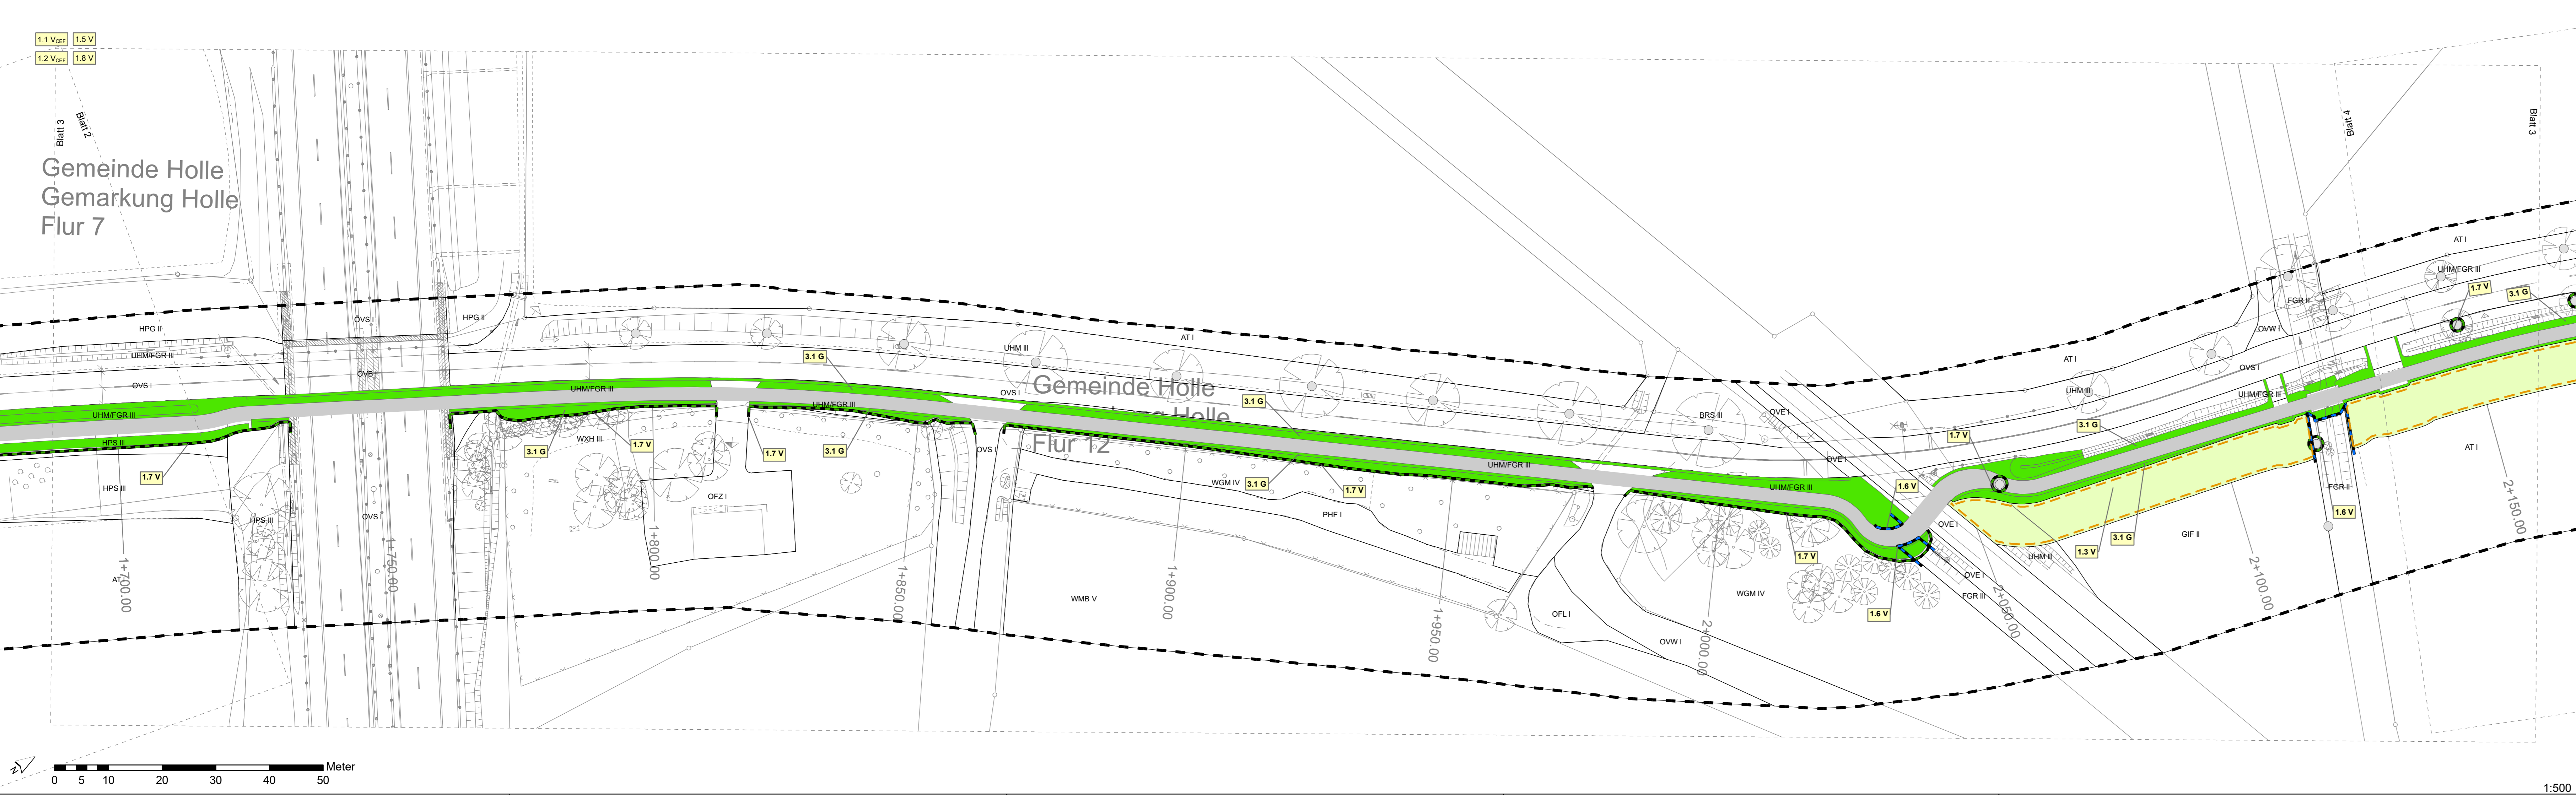 1.1 VCEF 1.5 V
1.2 VCEF 1.8 V
Blatt 3
Blatt 2
Blatt 4
Blatt 3
Gemeinde Holle
Gemarkung Holle
Flur 7
HPG II
ÖVS I
HPG II
UHM/FGR III
OVS I
ÖVB I
UHM/FGR III
HPS III
1.7 V
HPS III
HPS III
OVS I
AT I
1+700.00
1+750.00
UHM/FGR III
3.1 G
WXH III
1.7 V
OFZ I
1+800.00
1.7 V
3.1 G
UHM/FGR III
3.1 G
1+850.00
OVS I
UHM III
OVS I
AT I
Gemeinde Holle
Holle
Flur 12
3.1 G
UHM/FGR III
WGM IV
3.1 G
1.7 V
PHF I
WMB V
1+900.00
1+950.00
OFL I
OVW I
BRS III
OVE I
OVE I
UHM/FGR III
1.7 V
WGM IV
2+000.00
1.6 V
1.6 V
1.7 V
OVE I
OVE I
FGR III
UHM III
2+050.00
1.3 V
3.1 G
3.1 G
GIF II
2+100.00
AT I
UHM III
OVS I
UHM/FGR III
OVW I
FGR II
AT I
UHM/FGR III
1.7 V
3.1 G
AT I
FGR II
1.6 V
2+150.00
N
0 5 10 20 30 40 50 Meter
1:500